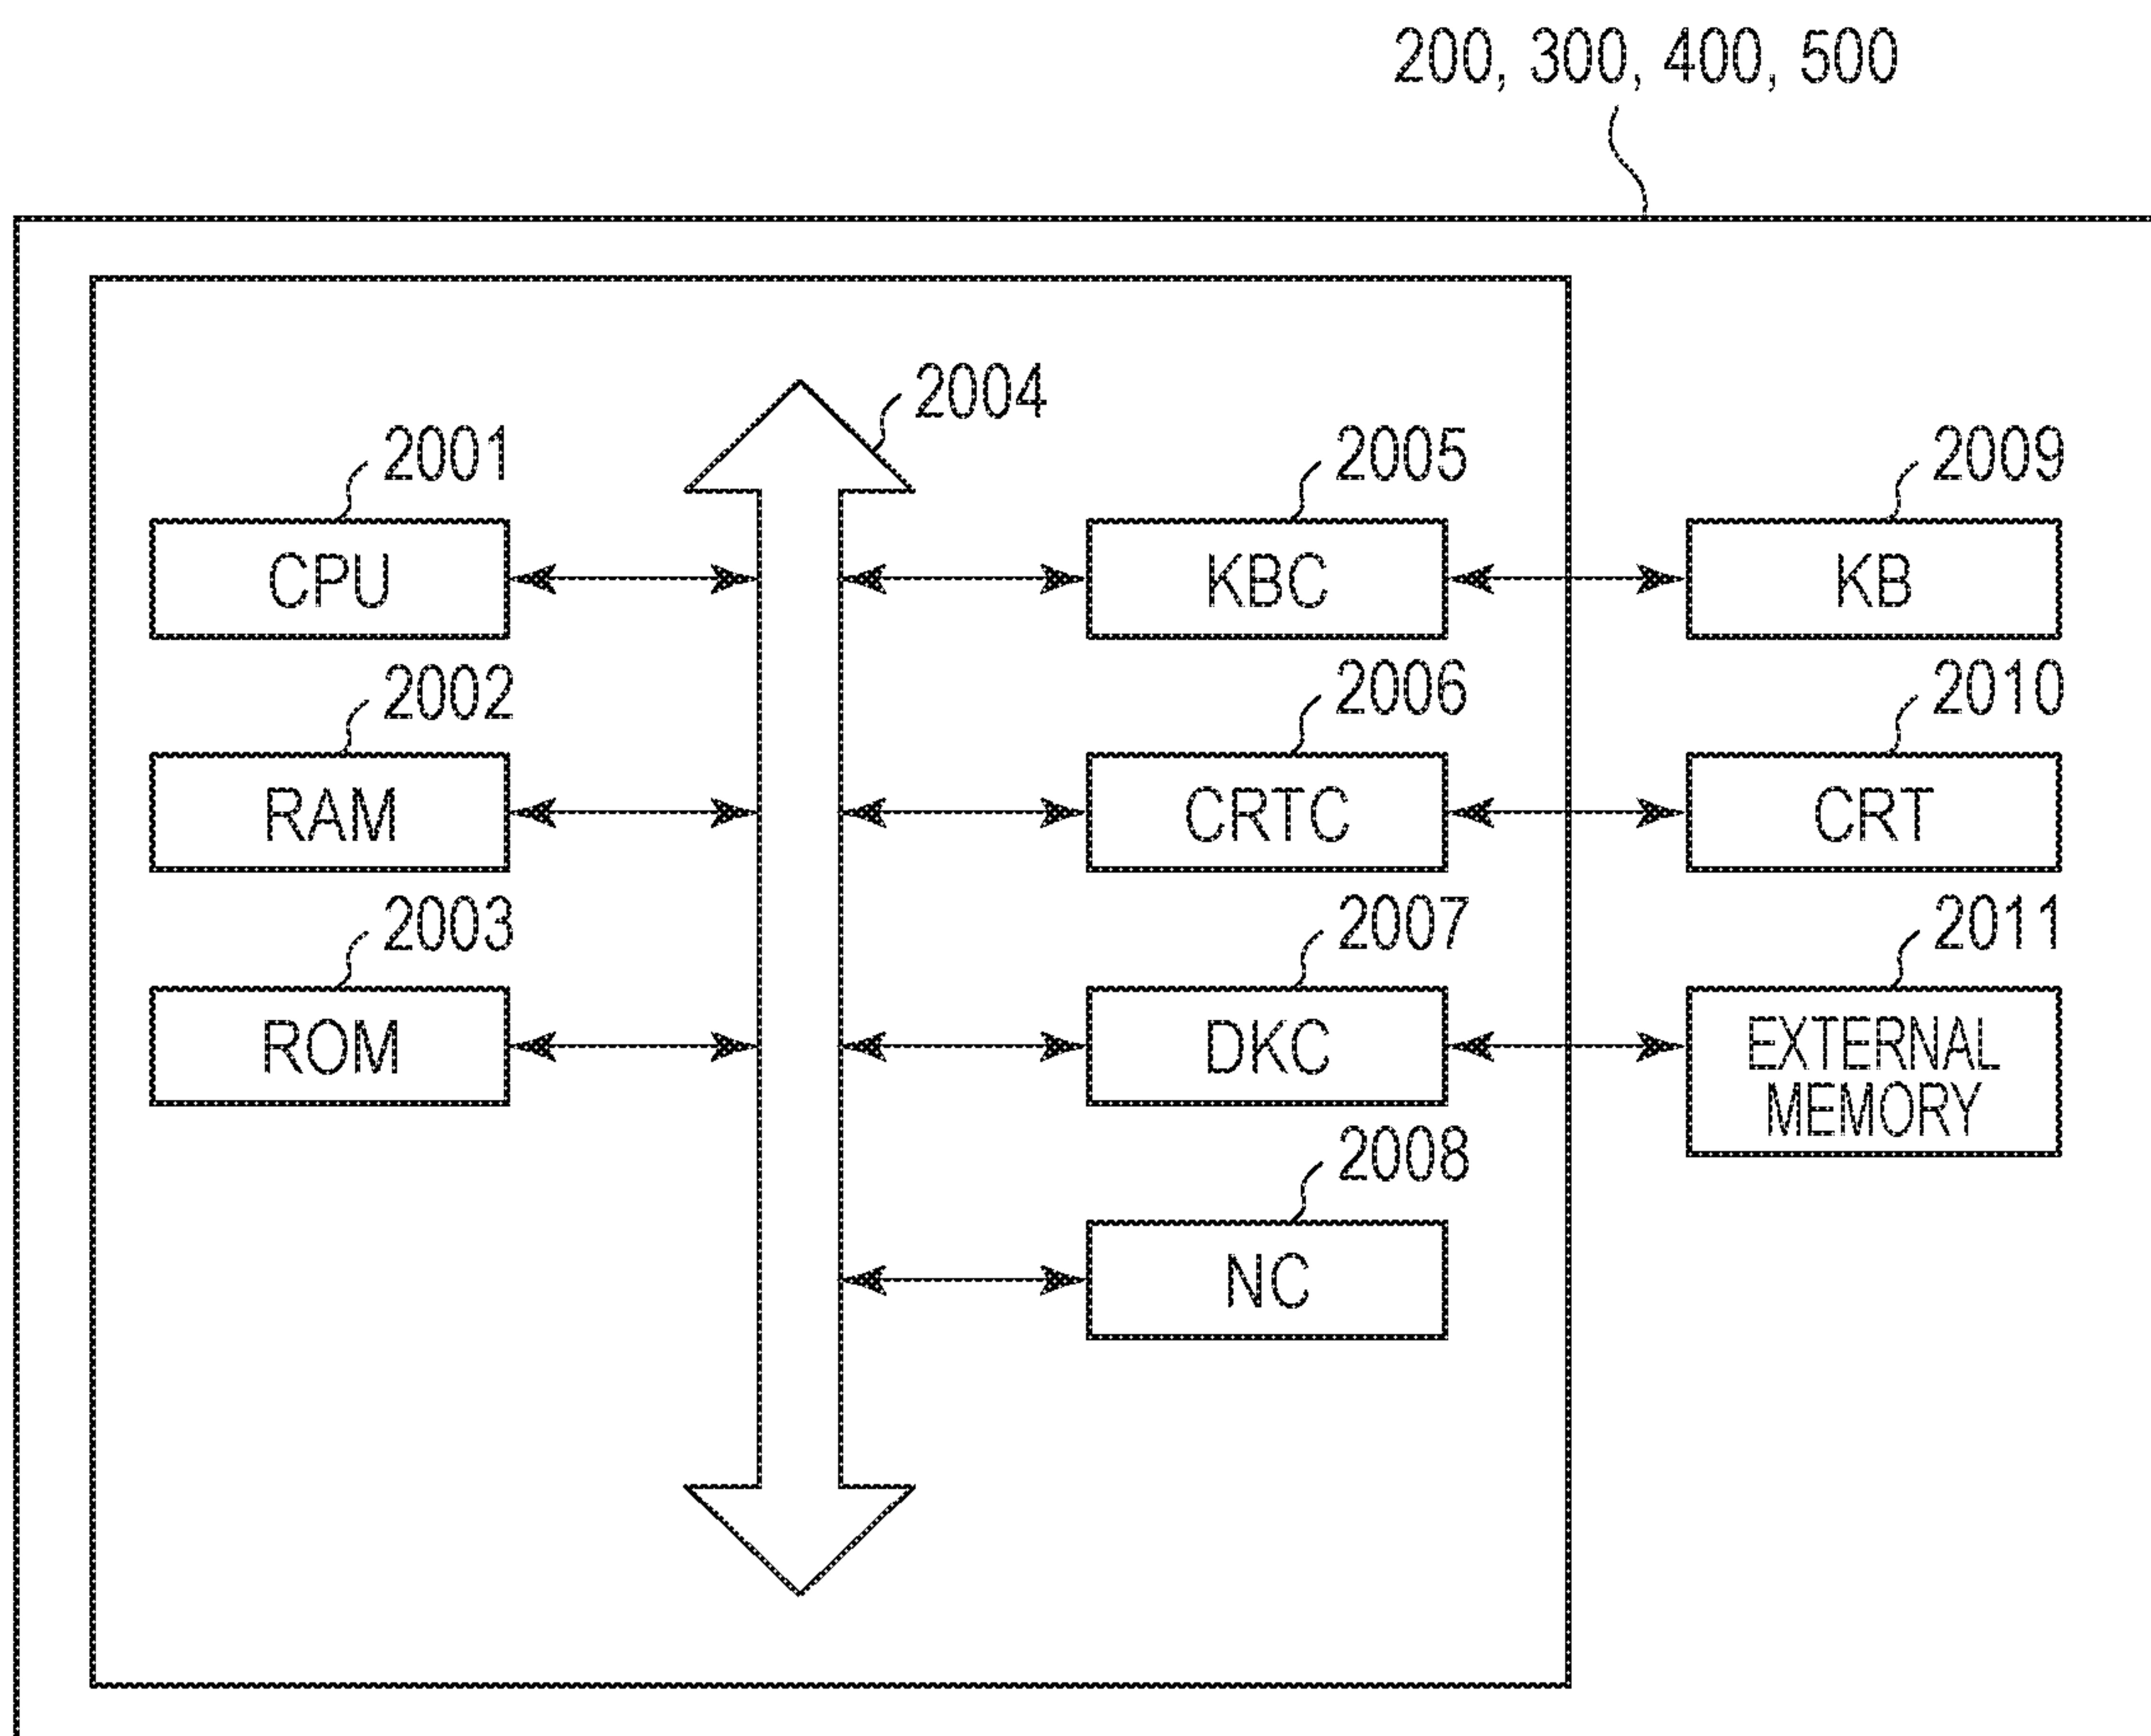 200, 300, 400, 500
2004
2001
2005
2009
CPU
KBC
KB
2002
2006
2010
RAM
CRTC
CRT
2003
2007
2011
ROM
DKC
EXTERNAL
MEMORY
2008
NC